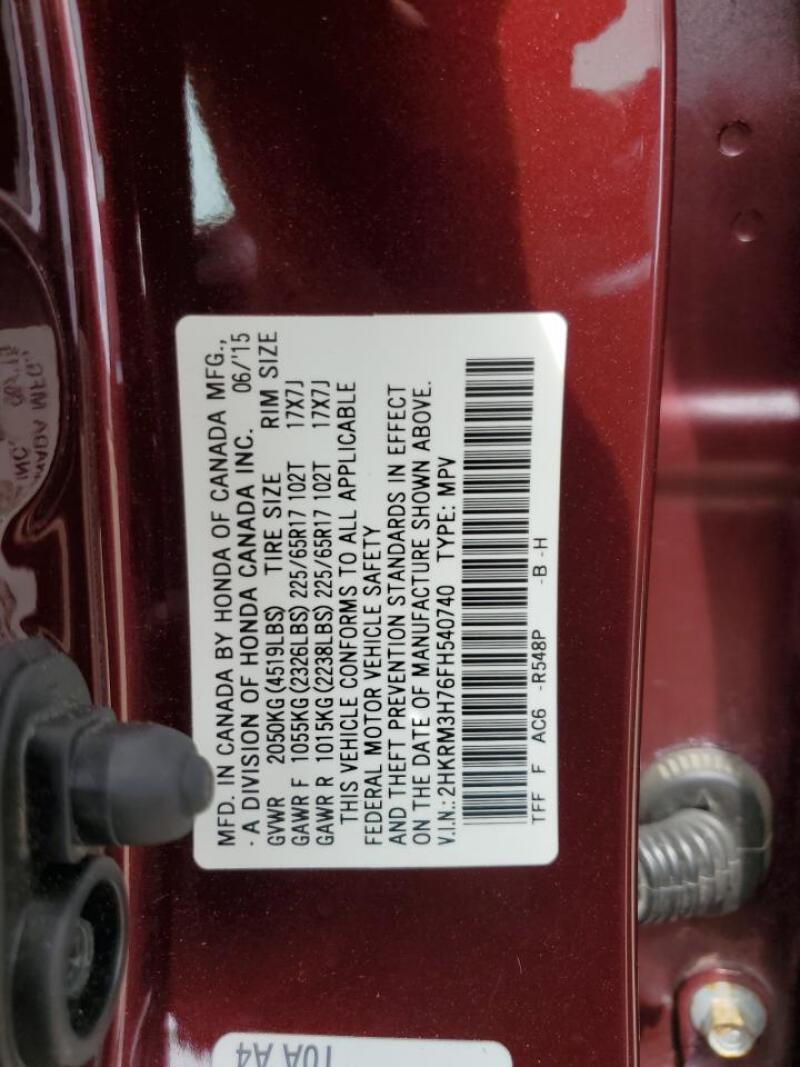 MFD. IN CANADA BY HONDA OF CANADA MFG.,
- A DIVISION OF HONDA CANADA INC. 06/'15
GVWR 2050KG(4519LBS) TIRE SIZE RIM SIZE
GAWR F 1055KG(2326LBS) 225/65R17 102T 17X7J
GAWR R 1015KG(2238LBS) 225/65R17 102T 17X7J
THIS VEHICLE CONFORMS TO ALL APPLICABLE
FEDERAL MOTOR VEHICLE SAFETY
AND THEFT PREVENTION STANDARDS IN EFFECT
ON THE DATE OF MANUFACTURE SHOWN ABOVE.
V.I.N.: 2HKRM3H76FH540740 TYPE: MPV
TFF F AC6 -R548P -B -H
10A A4